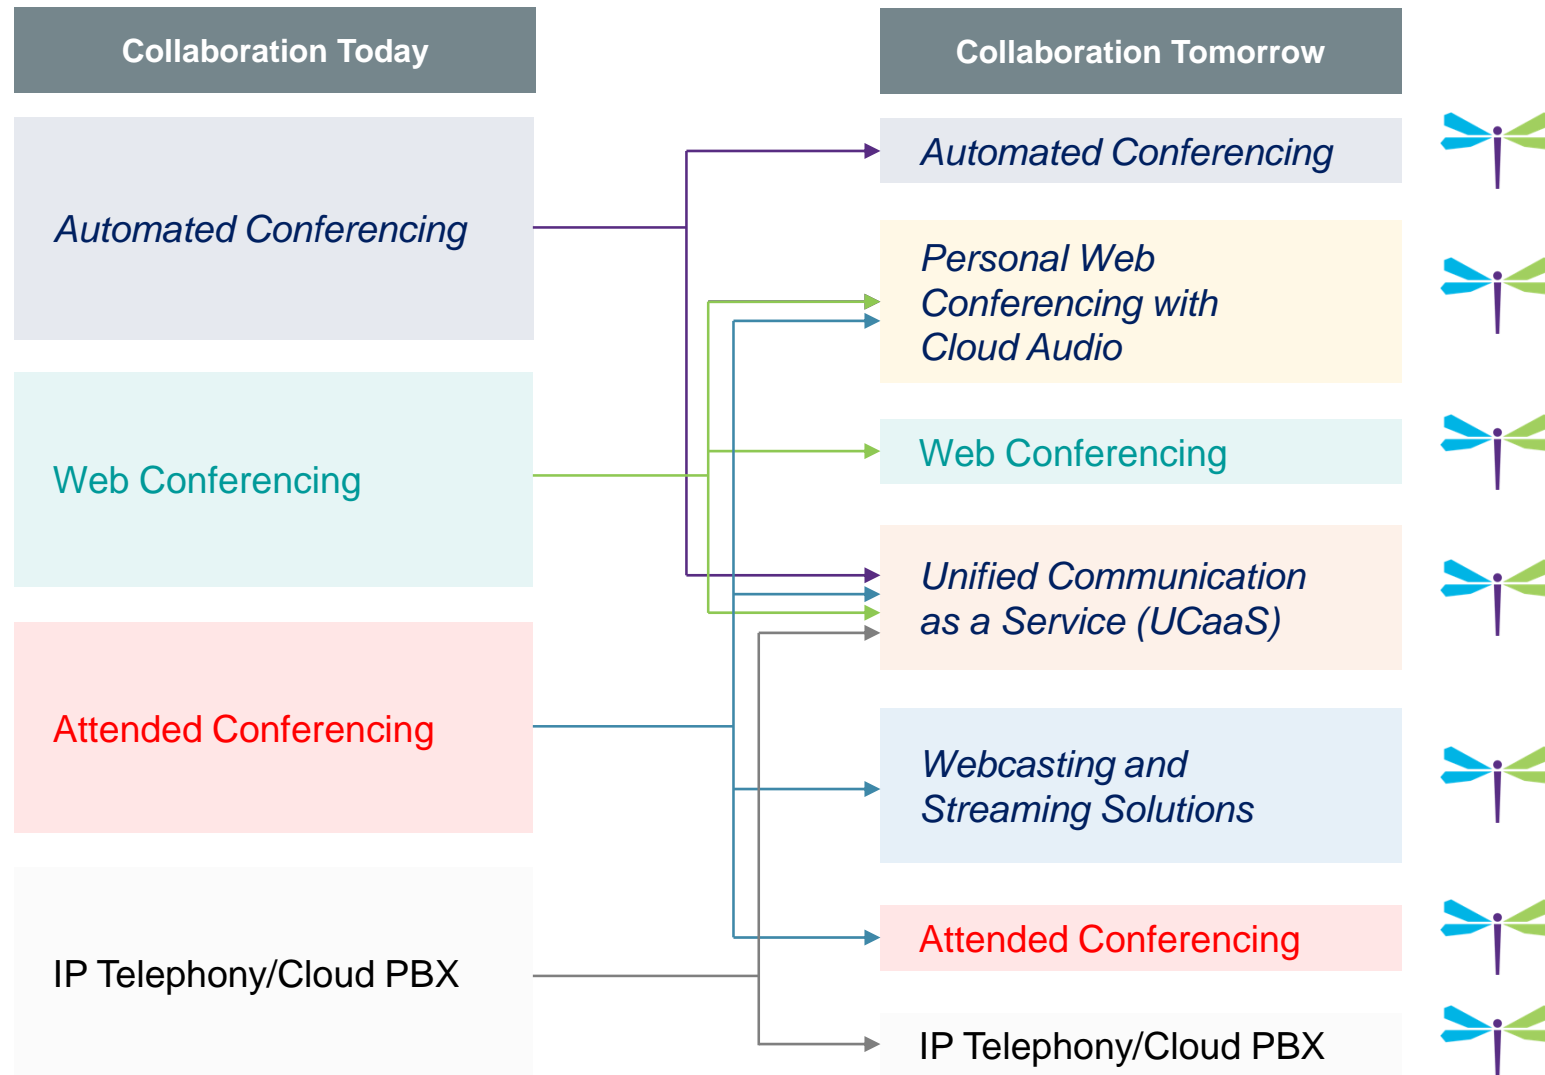 Collaboration Today
Automated Conferencing
Web Conferencing
Attended Conferencing
IP Telephony/Cloud PBX
Collaboration Tomorrow
Automated Conferencing
Personal Web
Conferencing with
Cloud Audio
Web Conferencing
Unified Communication
as a Service (UCaaS)
Webcasting and
Streaming Solutions
Attended Conferencing
IP Telephony/Cloud PBX